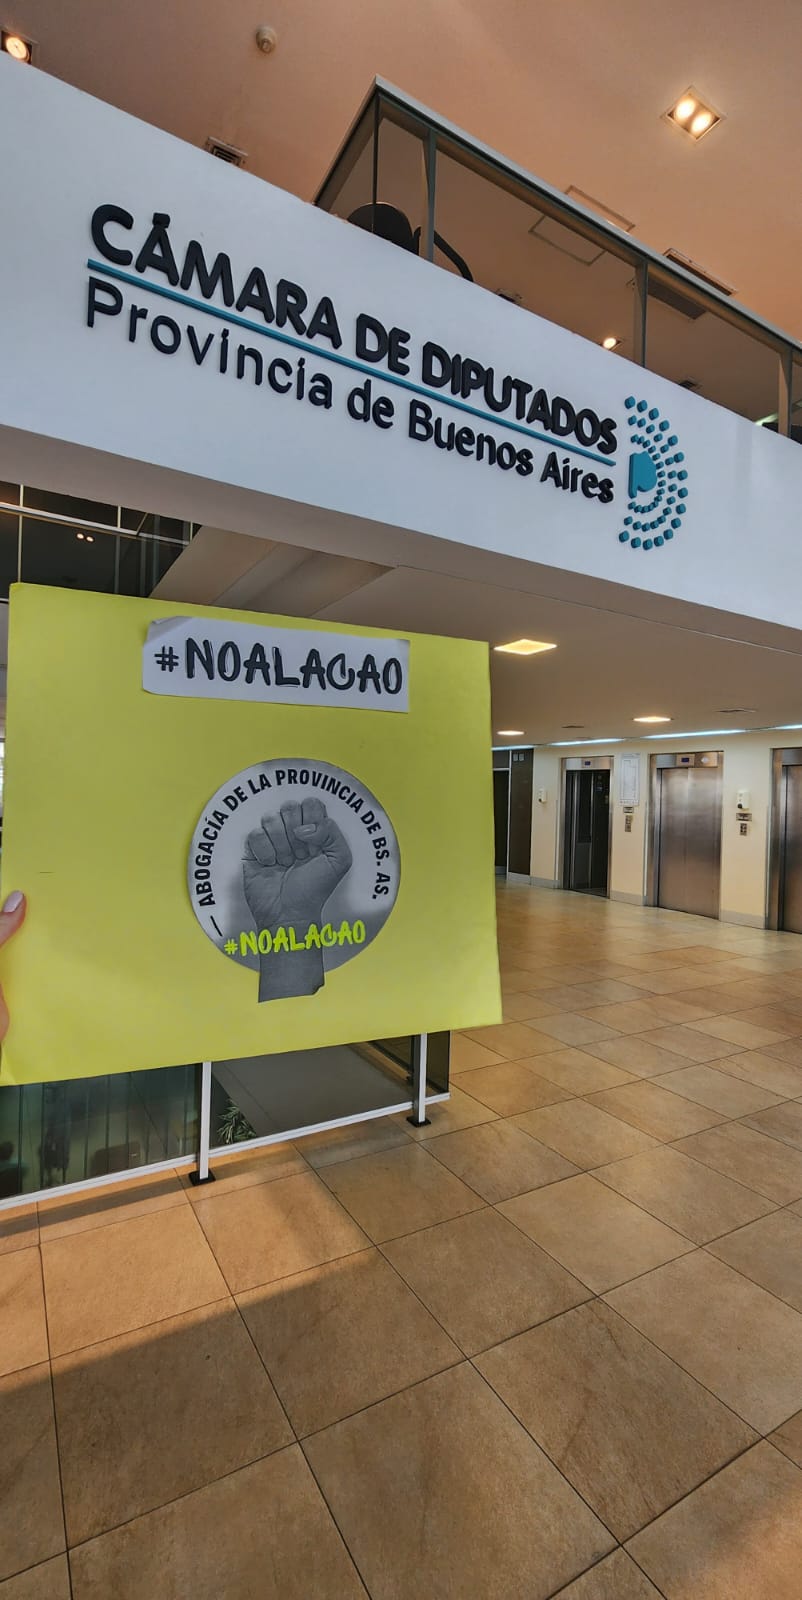 CÁMARA DE DIPUTADOS
Provincia de Buenos Aires
#NOALACAO
— ABOGACÍA DE LA PROVINCIA DE BS. AS.
#NOALACAO